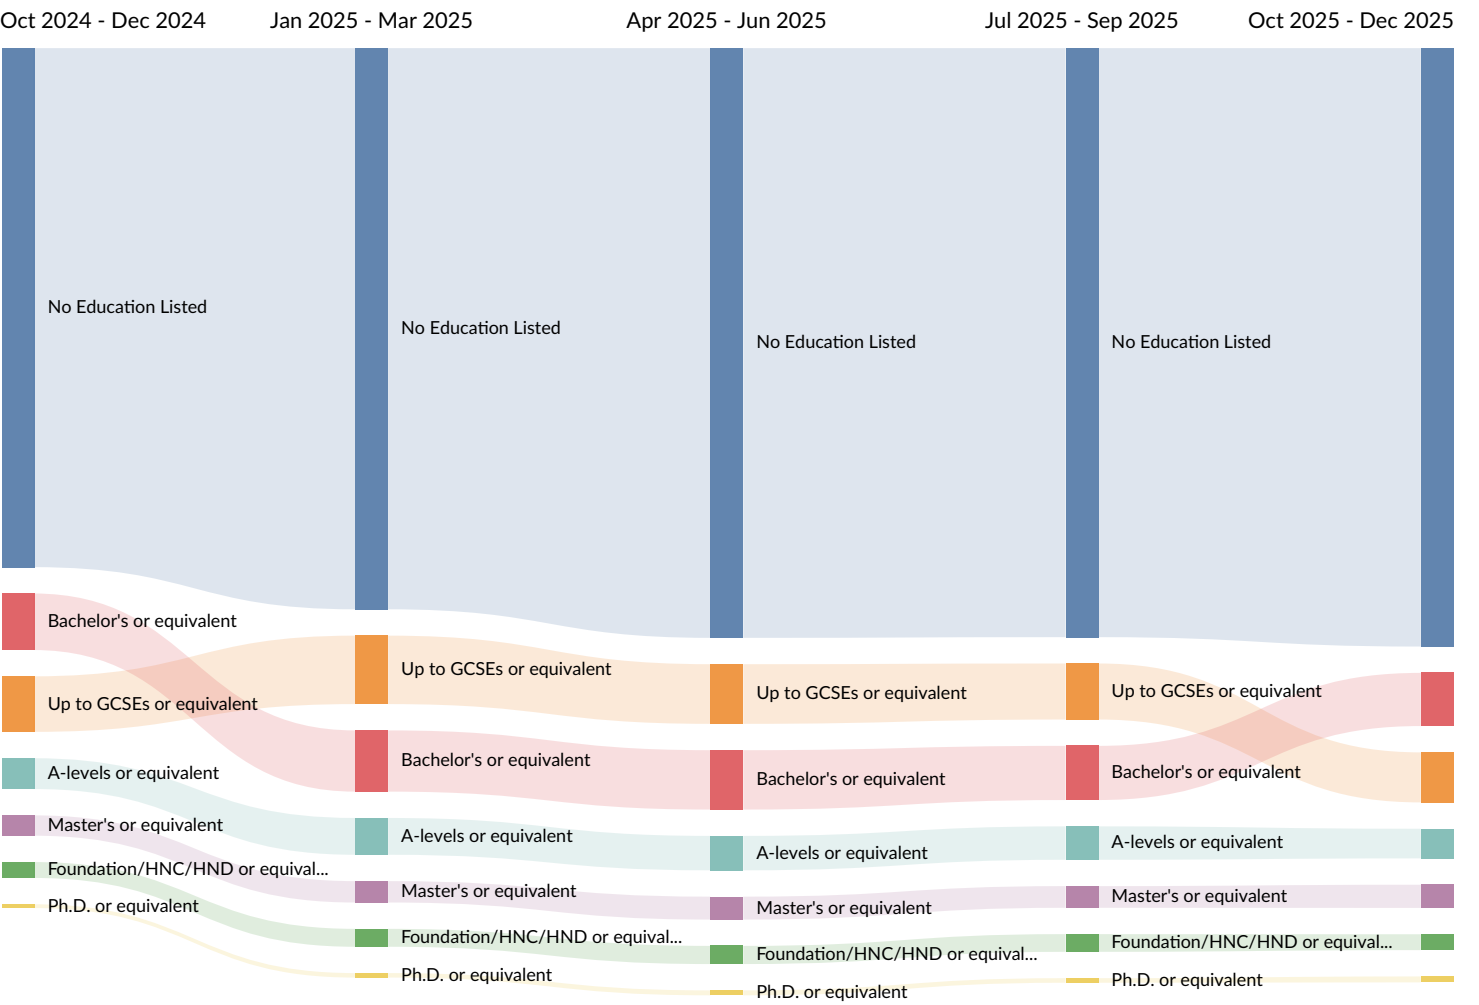 Oct 2024 - Dec 2024
Jan 2025 - Mar 2025
Apr 2025 - Jun 2025
Jul 2025 - Sep 2025
Oct 2025 - Dec 2025
No Education Listed
Bachelor's or equivalent
Up to GCSEs or equivalent
A-levels or equivalent
Master's or equivalent
Foundation/HNC/HND or equival...
Ph.D. or equivalent
No Education Listed
Up to GCSEs or equivalent
Bachelor's or equivalent
A-levels or equivalent
Master's or equivalent
Foundation/HNC/HND or equival...
Ph.D. or equivalent
No Education Listed
Up to GCSEs or equivalent
Bachelor's or equivalent
A-levels or equivalent
Master's or equivalent
Foundation/HNC/HND or equival...
Ph.D. or equivalent
No Education Listed
Up to GCSEs or equivalent
Bachelor's or equivalent
A-levels or equivalent
Master's or equivalent
Foundation/HNC/HND or equival...
Ph.D. or equivalent